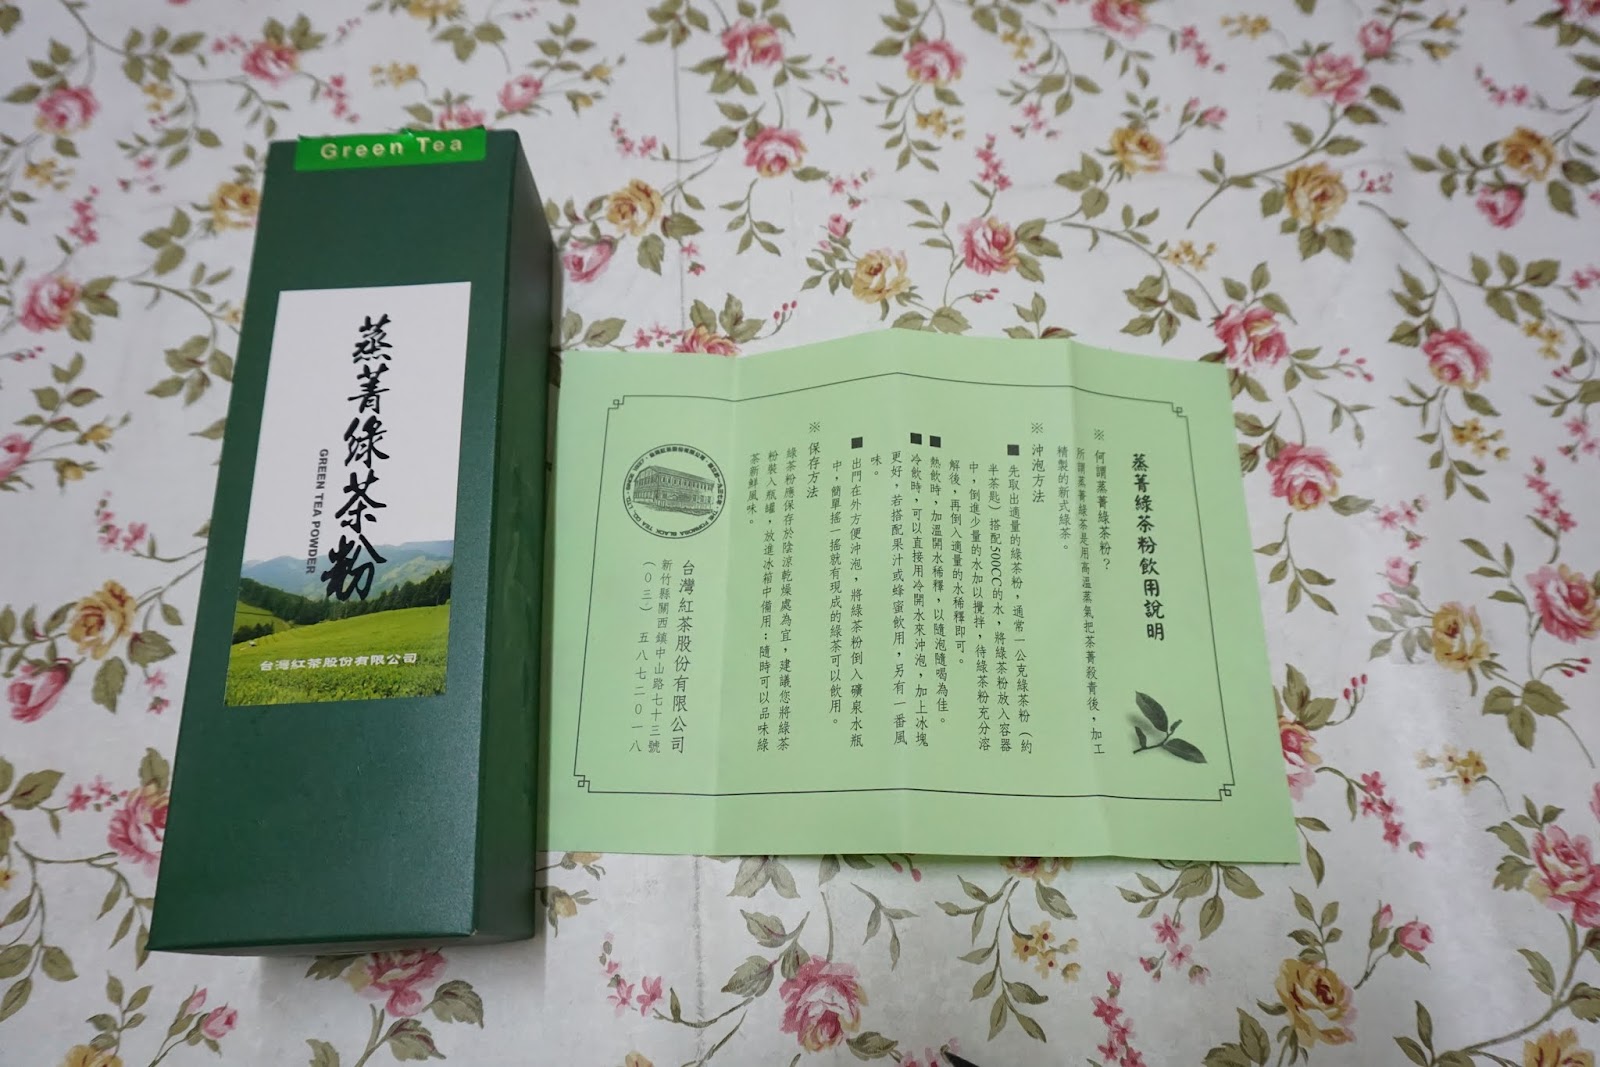 Green Tea
蒸菁綠茶粉
GREEN TEA POWDER
台灣紅茶股份有限公司
蒸菁綠茶粉飲用說明
※ 何謂蒸菁綠茶粉？
所謂蒸菁綠茶是用高溫蒸氣把茶菁殺青後，加工
精製的新式綠茶。
※ 沖泡方法
■ 先取出適量的綠茶粉，通常一公克綠茶粉（約
半茶匙）搭配500CC的水，將綠茶粉放入容器
中，倒進少量的水加以攪拌，待綠茶粉充分溶
解後，再倒入適量的水稀釋即可。
■ 熱飲時，加溫開水稀釋，以隨泡隨喝為佳。
■ 冷飲時，可以直接用冷開水來沖泡，加上冰塊
更好，若搭配果汁或蜂蜜飲用，另有一番風
味。
■ 出門在外方便沖泡，將綠茶粉倒入礦泉水瓶
中，簡單搖一搖就有現成的綠茶可以飲用。
※ 保存方法
綠茶粉應保存於陰涼乾燥處為宜，建議您將綠茶
粉裝入瓶罐，放進冰箱中備用；隨時可以品味綠
茶新鮮風味。
台灣紅茶股份有限公司
新竹縣關西鎮中山路七十三號
（０３）五八七二０一八
THE FORMOSA BLACK TEA CO., LTD.